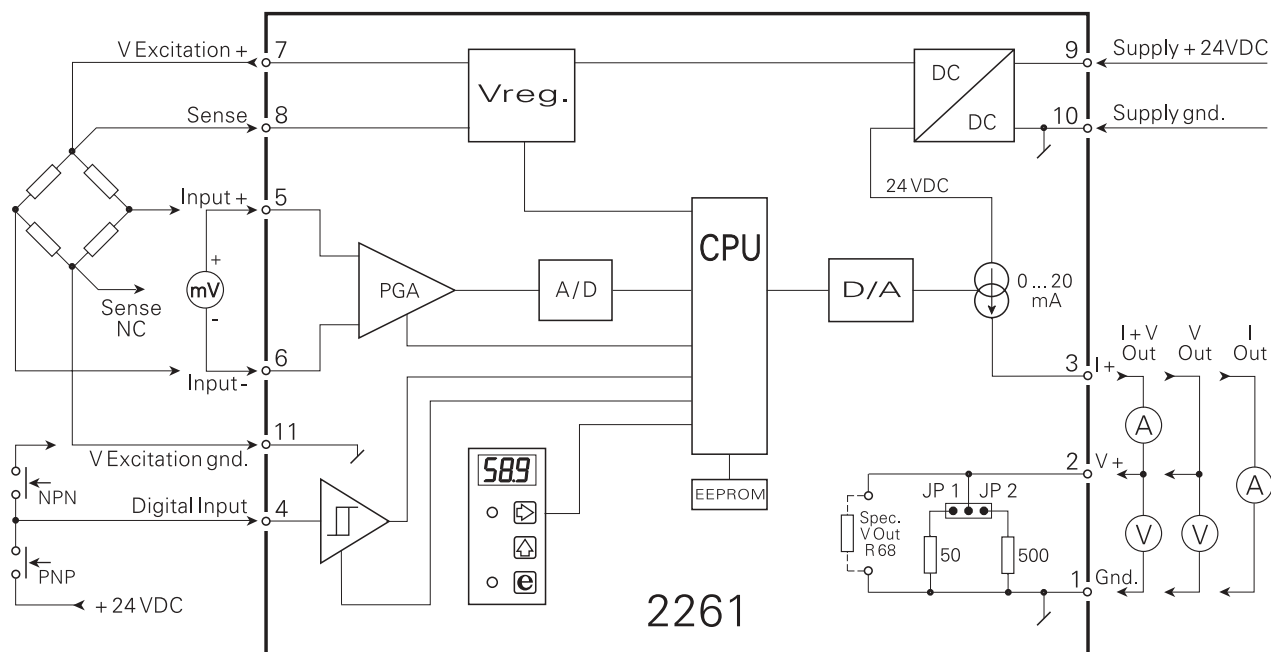 V Excitation +
7
9
Supply + 24VDC
Vreg.
DC
DC
Sense
8
10
Supply gnd.
Input +
5
24 VDC
CPU
+
mV
-
PGA
A/D
D/A
0 ... 20
mA
Sense
NC
I + V
Out
V
Out
I
Out
6
Input -
3
I +
11
V Excitation gnd.
A
A
58.9
2
V +
NPN
EEPROM
JP 1
JP 2
Digital Input
4
Spec.
V Out
R 68
50
500
V
V
PNP
e
1
Gnd.
+ 24 VDC
2261